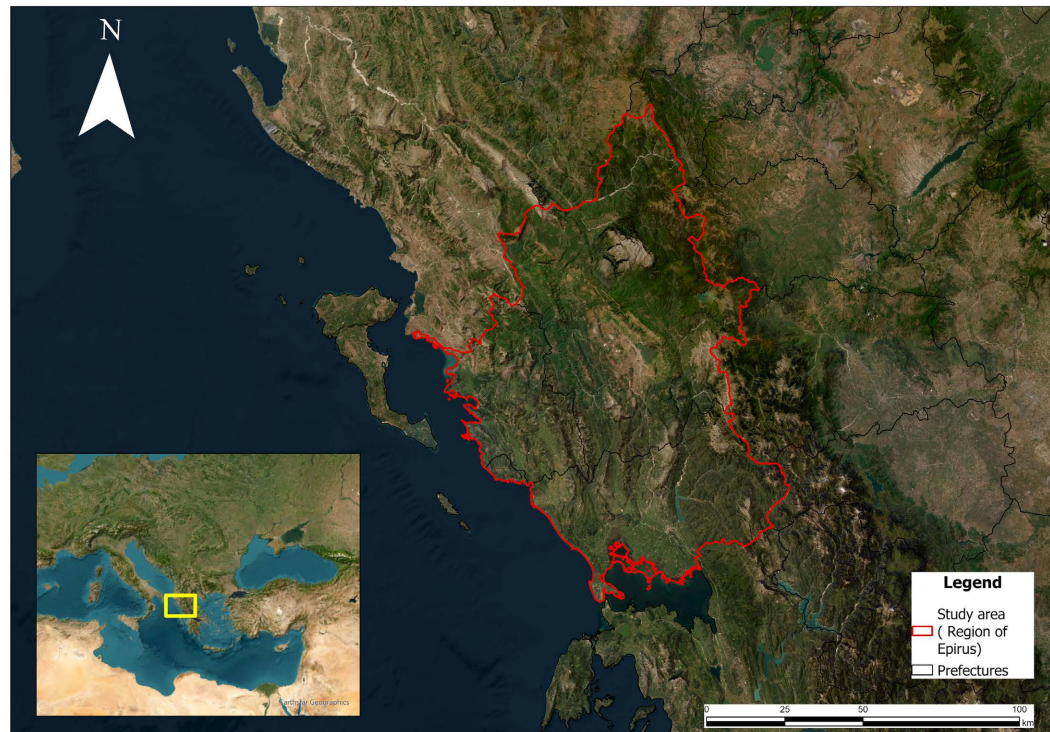 N
Earthstar Geographics
Legend
Study area
( Region of
Epirus)
Prefectures
0 25 50 100
km